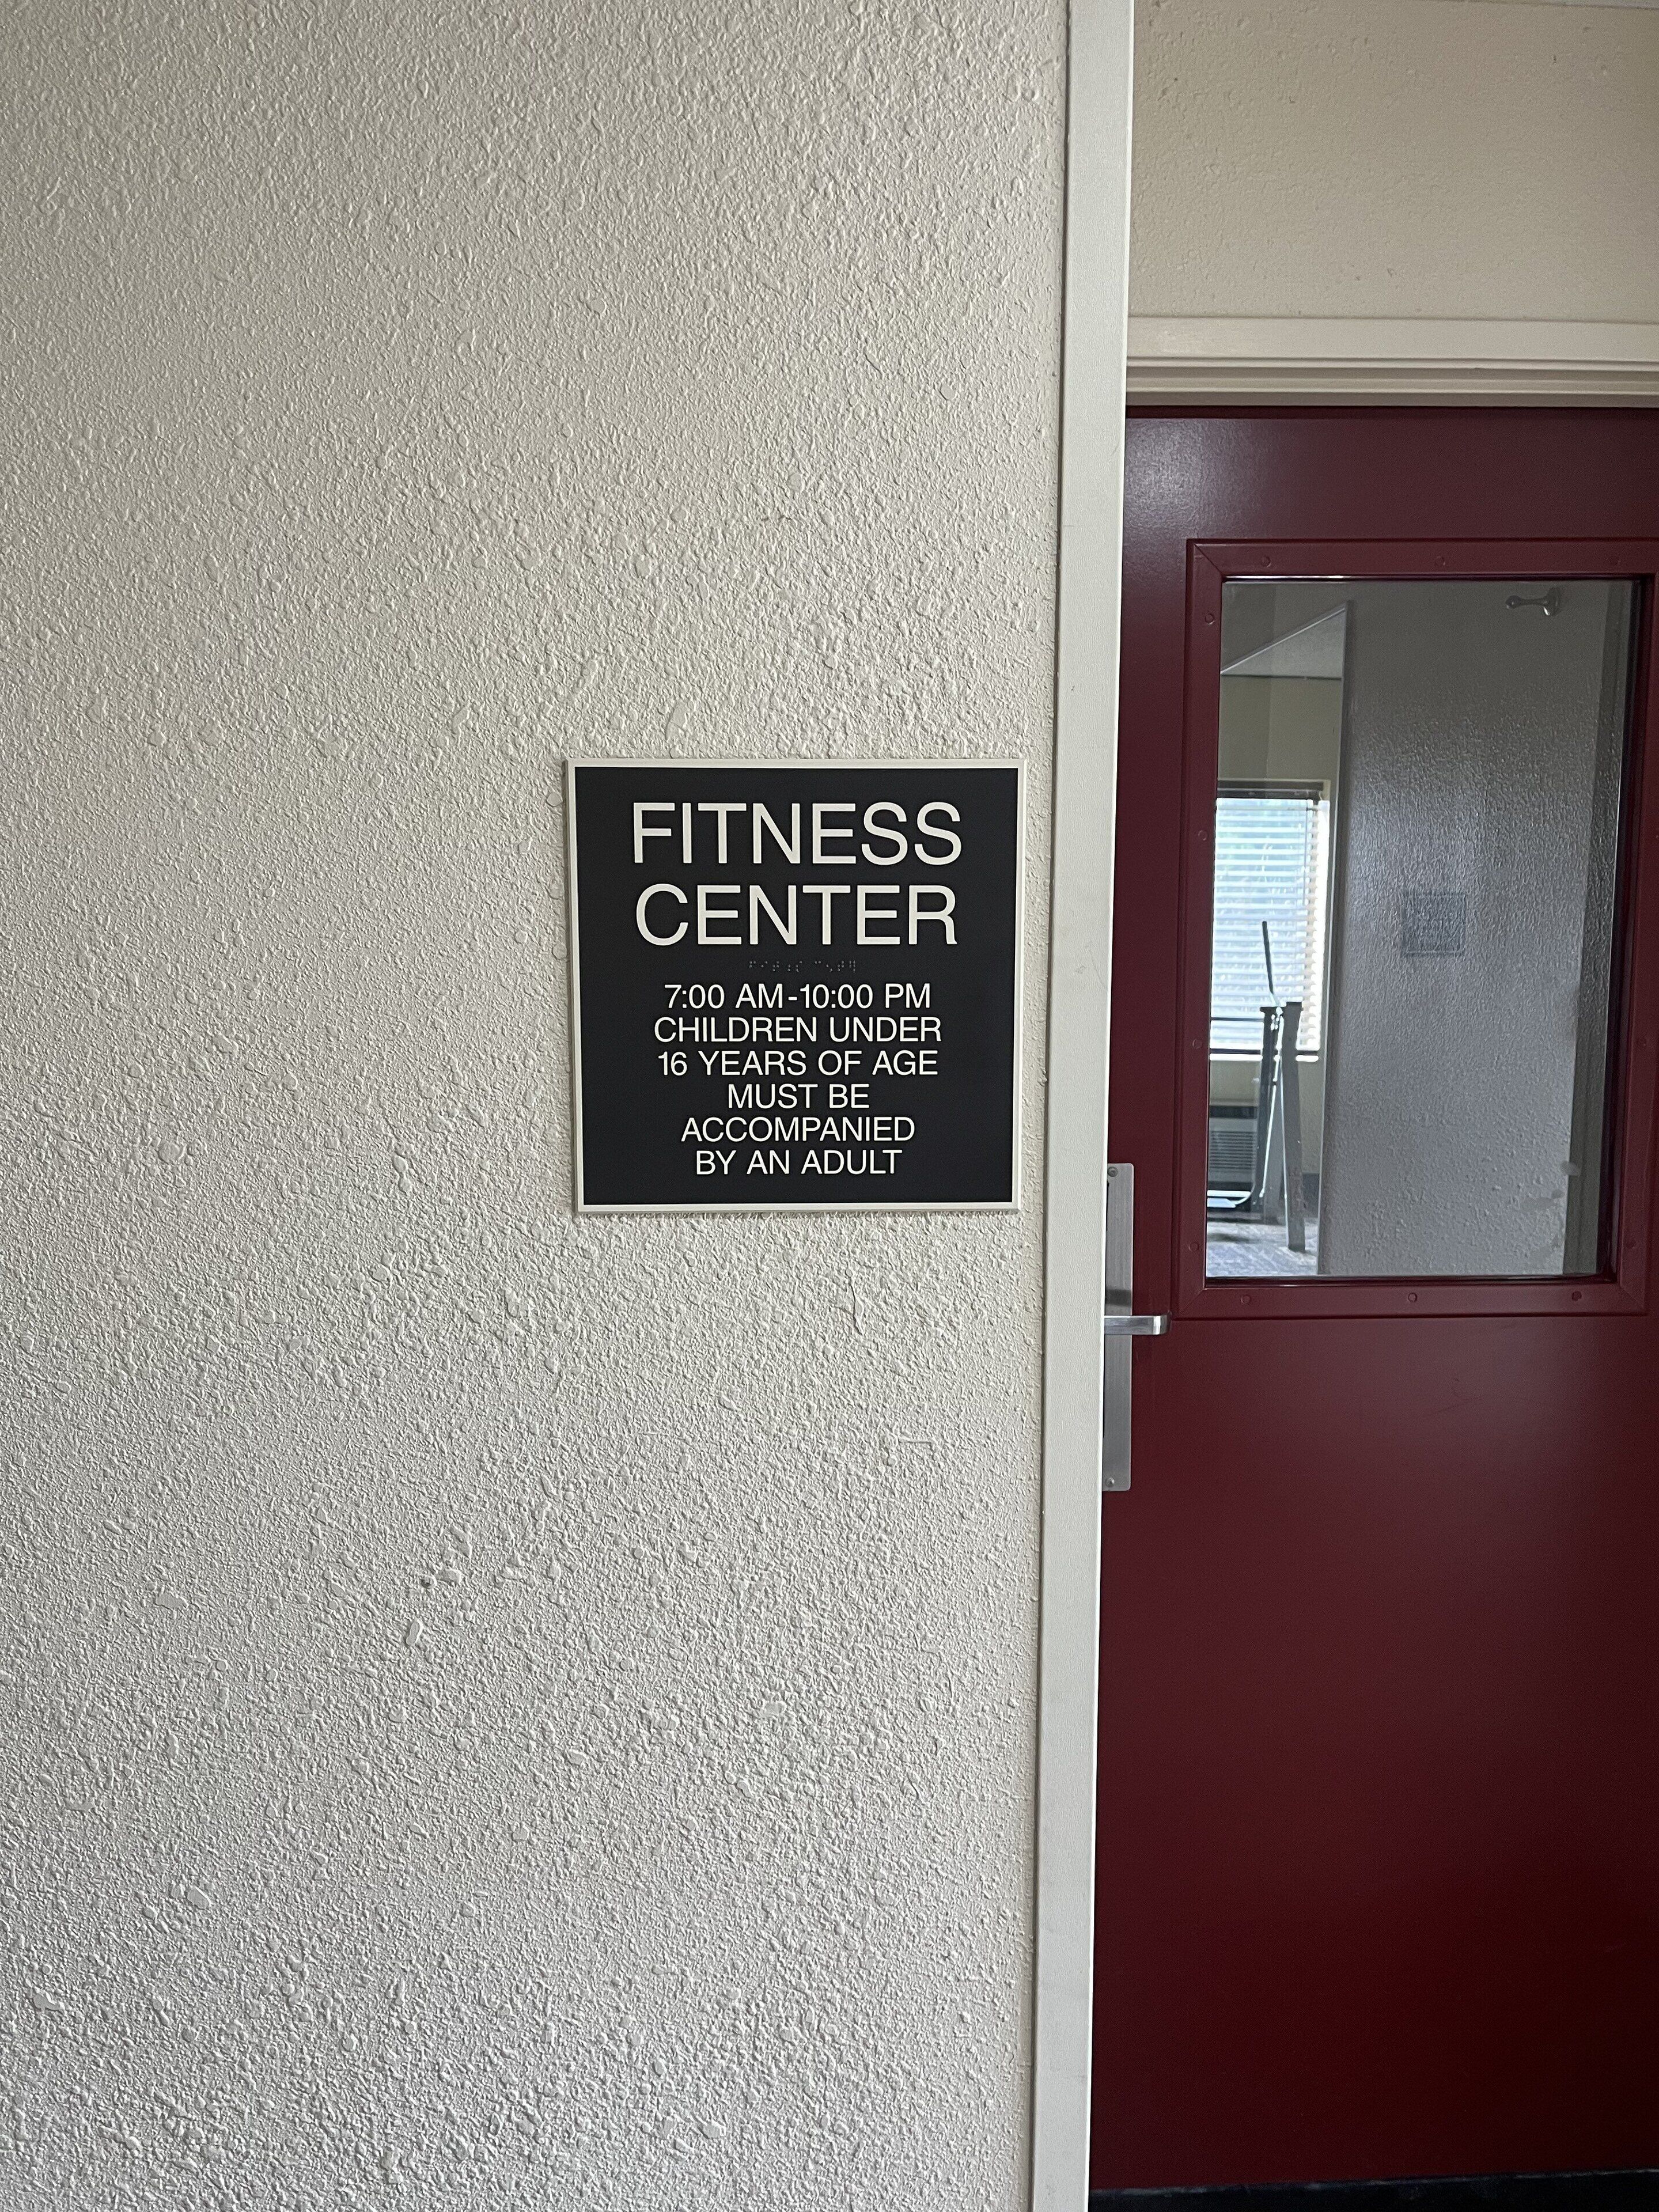 FITNESS
CENTER
7:00 AM-10:00 PM
CHILDREN UNDER
16 YEARS OF AGE
MUST BE
ACCOMPANIED
BY AN ADULT